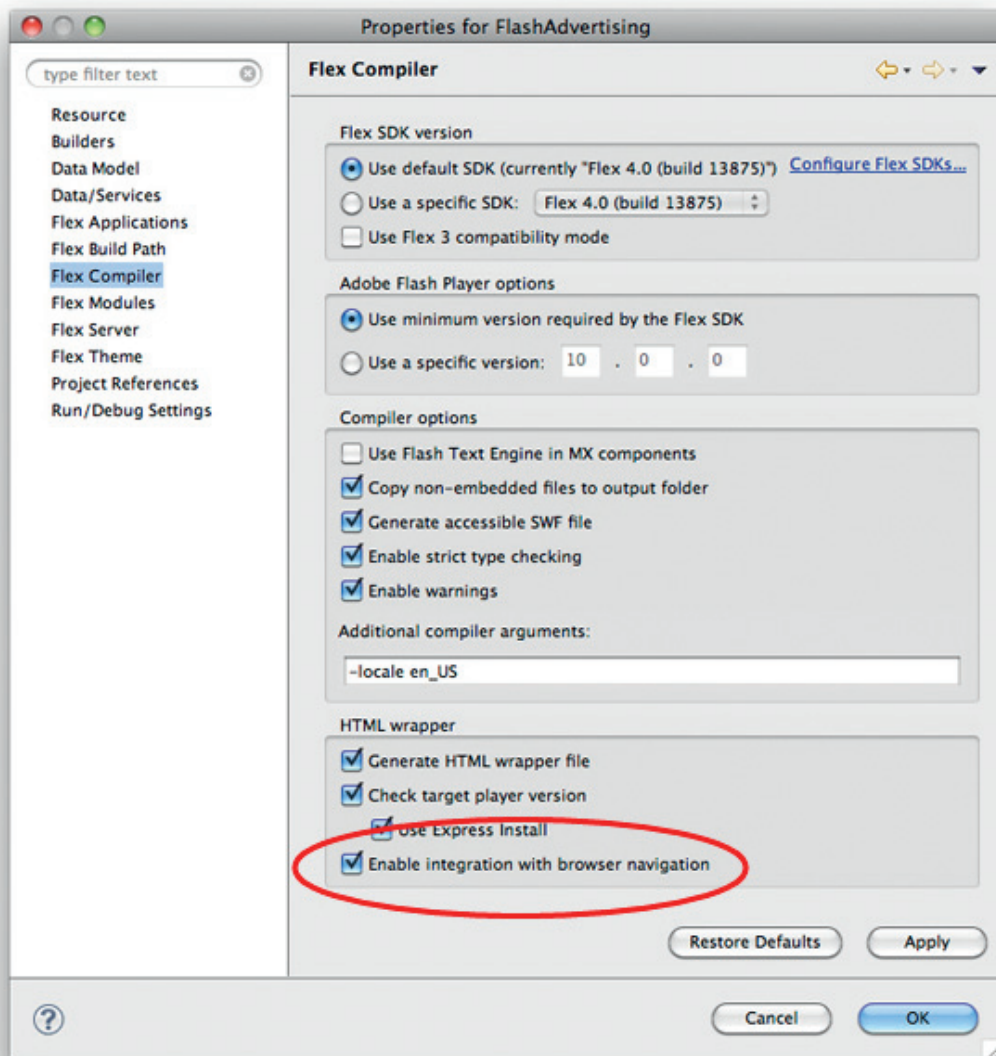 Properties for FlashAdvertising
type filter text
Resource
Builders
Data Model
Data/Services
Flex Applications
Flex Build Path
Flex Compiler
Flex Modules
Flex Server
Flex Theme
Project References
Run/Debug Settings
Flex Compiler
Flex SDK version
Use default SDK (currently "Flex 4.0 (build 13875)") Configure Flex SDKs...
Use a specific SDK: Flex 4.0 (build 13875)
Use Flex 3 compatibility mode
Adobe Flash Player options
Use minimum version required by the Flex SDK
Use a specific version: 10 . 0 . 0
Compiler options
Use Flash Text Engine in MX components
Copy non-embedded files to output folder
Generate accessible SWF file
Enable strict type checking
Enable warnings
Additional compiler arguments:
-locale en_US
HTML wrapper
Generate HTML wrapper file
Check target player version
Use Express Install
Enable integration with browser navigation
Restore Defaults Apply
? Cancel OK